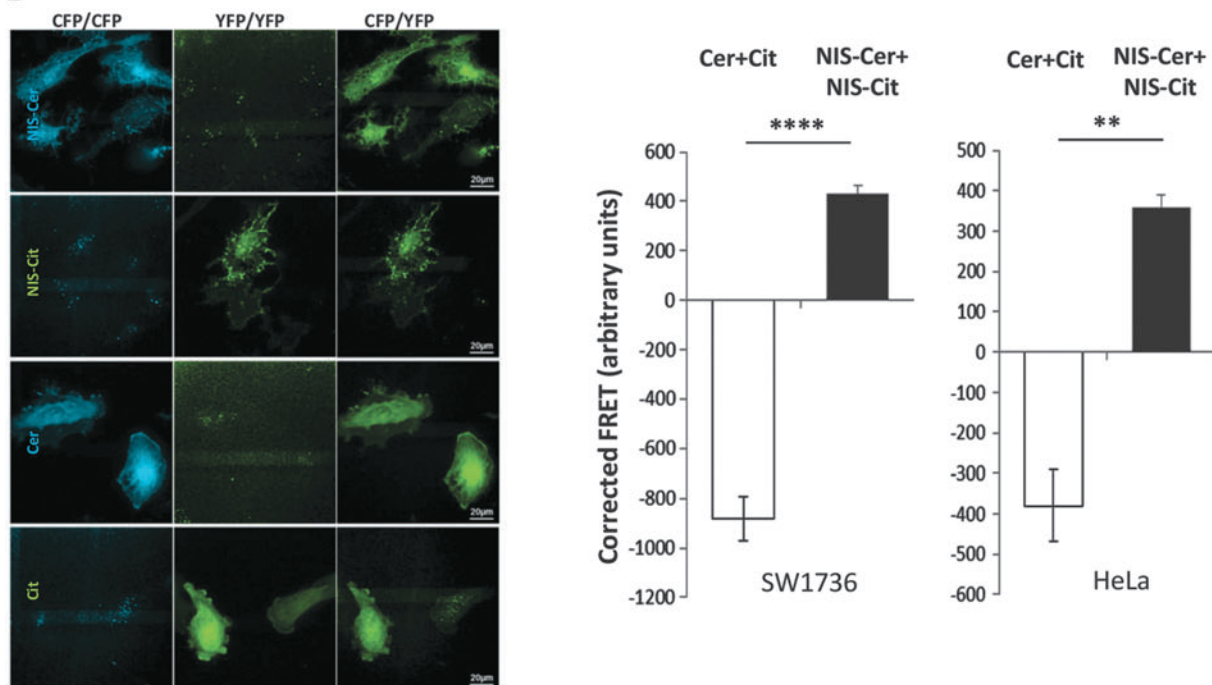 CFP/CFP
YFP/YFP
CFP/YFP
NIS-Cer
20µm
NIS-Cit
20µm
Cer
20µm
Cit
20µm
Cer+Cit
NIS-Cer+
NIS-Cit
****
Corrected FRET (arbitrary units)
600
400
200
0
-200
-400
-600
-800
-1000
-1200
SW1736
Cer+Cit
NIS-Cer+
NIS-Cit
**
500
400
300
200
100
0
-100
-200
-300
-400
-500
-600
HeLa